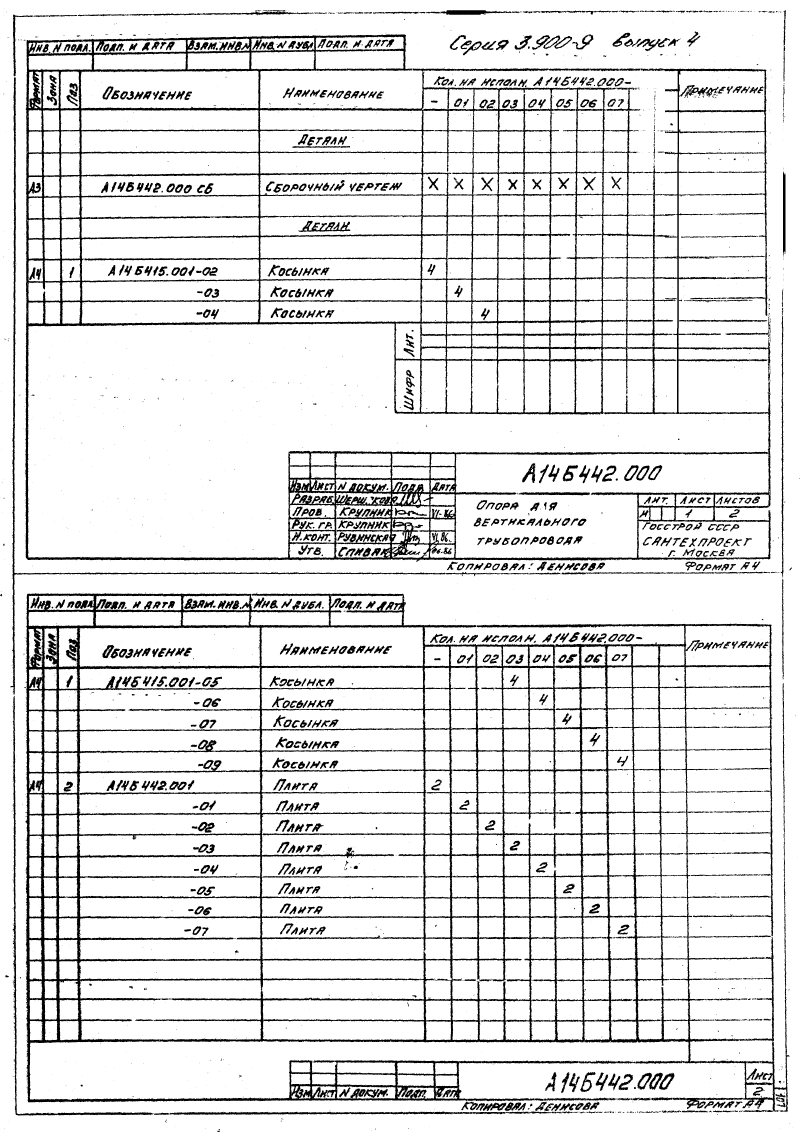 Серия 3.900-9 выпуск 4
Инв. N подл. Подп. и дата Взам. инв. N Инв. N дубл. Подп. и дата
Формат Зона Поз Обозначение Наименование Кол. на исполн. А14Б442.000- Примечание
- 01 02 03 04 05 06 07
Детали
А3 А14Б442.000 СБ Сборочный чертеж X X X X X X X X
Детали
А4 1 А14Б415.001-02 Косынка 4
-03 Косынка 4
-04 Косынка 4
Лит.
Шифр
А14Б442.000
Изм Лист N докум. Подп. Дата
Разраб. Шерш.
Пров. Крупник VI-86
Рук. гр. Крупник
Н.конт. Рувинская VI.86.
Утв. Спивак 06.86
Опора для
вертикального
трубопровода
Лит. Лист Листов
И 1 2
Госстрой СССР
САНТЕХПРОЕКТ
г. Москва
Копировал: Денисова Формат А4
Инв. N подл. Подп. и дата Взам. инв. N Инв. N дубл. Подп. и дата
Формат Зона Поз. Обозначение Наименование Кол. на исполн. А14Б442.000- Примечание
- 01 02 03 04 05 06 07
А4 1 А14Б415.001-05 Косынка 4
-06 Косынка 4
-07 Косынка 4
-08 Косынка 4
-09 Косынка 4
А4 2 А14Б442.001 Плита 2
-01 Плита 2
-02 Плита 2
-03 Плита 2
-04 Плита 2
-05 Плита 2
-06 Плита 2
-07 Плита 2
Изм Лист N докум. Подп. Дата
А14Б442.000
Лист
2
Копировал: Денисова Формат А4